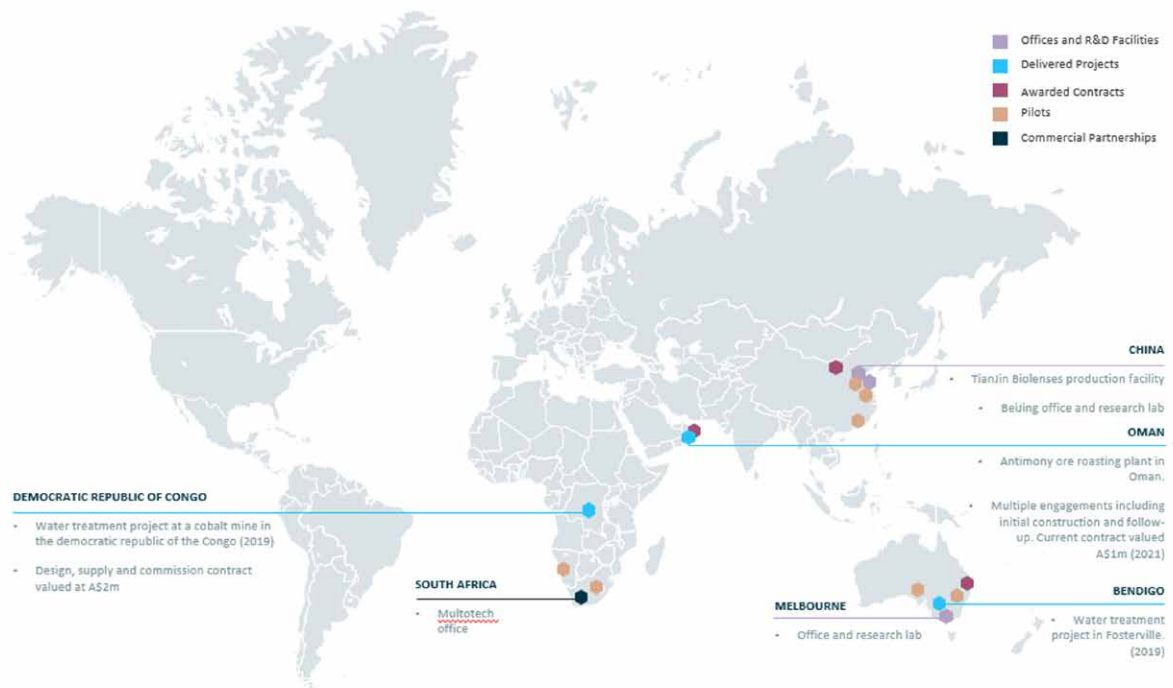 Offices and R&D Facilities
Delivered Projects
Awarded Contracts
Pilots
Commercial Partnerships
CHINA
- TianJin Biolenses production facility
- BeiJing office and research lab
OMAN
- Antimony ore roasting plant in
Oman.
- Multiple engagements including
initial construction and follow-
up. Current contract valued
A$1m (2021)
DEMOCRATIC REPUBLIC OF CONGO
- Water treatment project at a cobalt mine in
the democratic republic of the Congo (2019)
- Design, supply and commission contract
valued at A$2m
SOUTH AFRICA
- Multotech
office
MELBOURNE
- Office and research lab
BENDIGO
- Water treatment
project in Fosterville.
(2019)